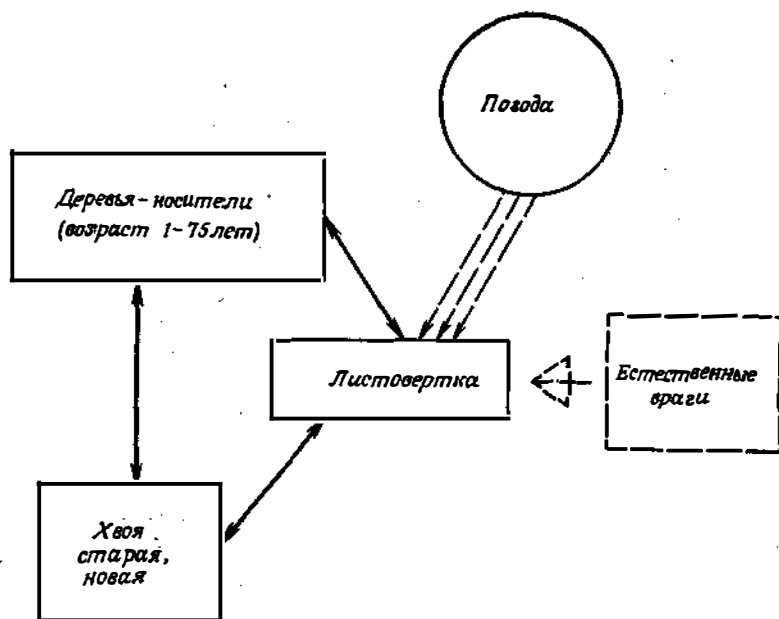 Погода
Деревья-носители
(возраст 1-75 лет)
Листовертка
Естественные
враги
Хвоя
старая,
новая